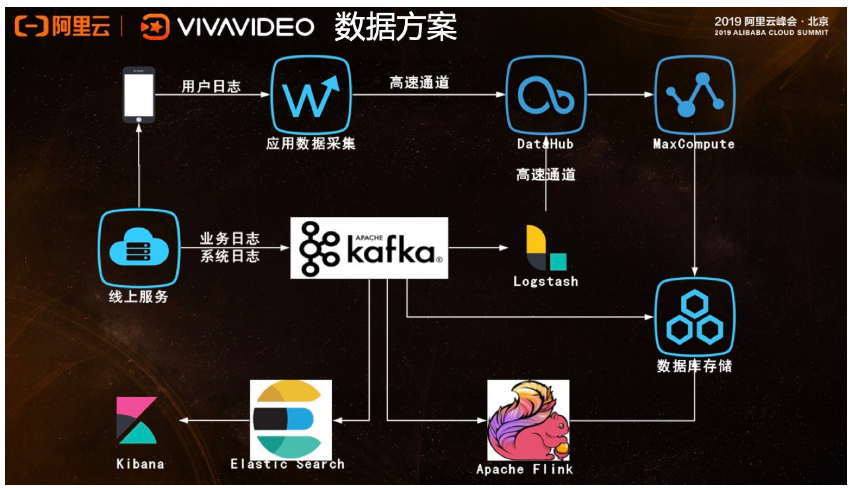 阿里云 VIVAVIDEO 数据方案
2019 阿里云峰会·北京
2019 ALIBABA CLOUD SUMMIT
用户日志
高速通道
应用数据采集
DataHub
MaxCompute
高速通道
业务日志
系统日志
APACHE
kafka®
线上服务
Logstash
数据库存储
Kibana
Elastic Search
Apache Flink